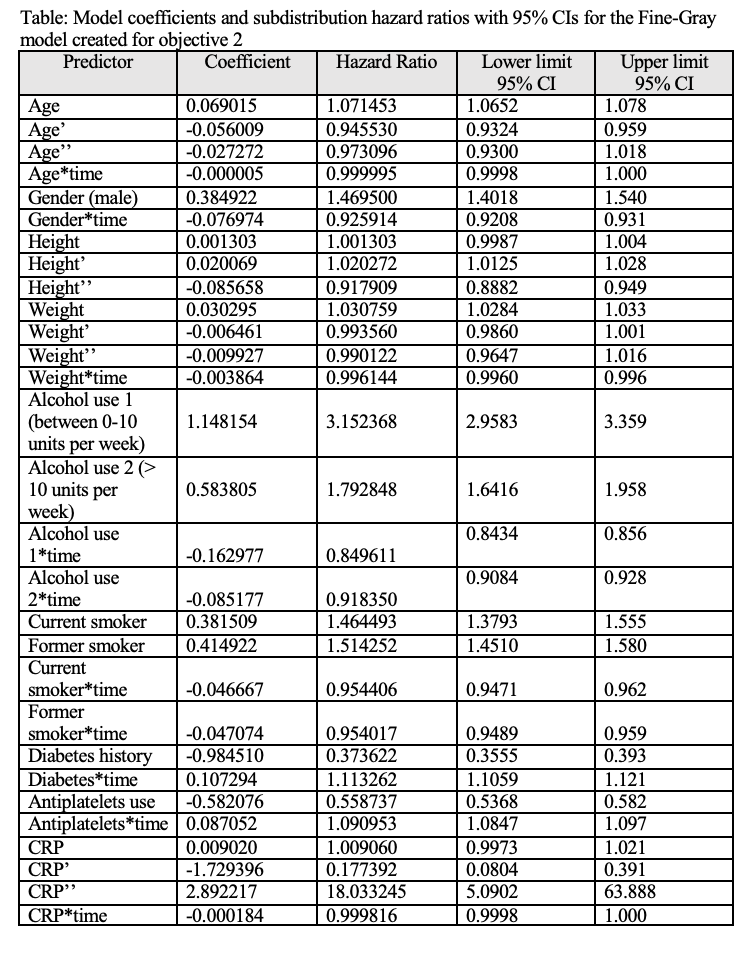 Table: Model coefficients and subdistribution hazard ratios with 95% CIs for the Fine-Gray
model created for objective 2
Predictor Coefficient Hazard Ratio Lower limit 95% CI Upper limit 95% CI
Age 0.069015 1.071453 1.0652 1.078
Age’ -0.056009 0.945530 0.9324 0.959
Age’’ -0.027272 0.973096 0.9300 1.018
Age*time -0.000005 0.999995 0.9998 1.000
Gender (male) 0.384922 1.469500 1.4018 1.540
Gender*time -0.076974 0.925914 0.9208 0.931
Height 0.001303 1.001303 0.9987 1.004
Height’ 0.020069 1.020272 1.0125 1.028
Height’’ -0.085658 0.917909 0.8882 0.949
Weight 0.030295 1.030759 1.0284 1.033
Weight’ -0.006461 0.993560 0.9860 1.001
Weight’’ -0.009927 0.990122 0.9647 1.016
Weight*time -0.003864 0.996144 0.9960 0.996
Alcohol use 1
(between 0-10
units per week) 1.148154 3.152368 2.9583 3.359
Alcohol use 2 (>
10 units per
week) 0.583805 1.792848 1.6416 1.958
Alcohol use
1*time -0.162977 0.849611 0.8434 0.856
Alcohol use
2*time -0.085177 0.918350 0.9084 0.928
Current smoker 0.381509 1.464493 1.3793 1.555
Former smoker 0.414922 1.514252 1.4510 1.580
Current
smoker*time -0.046667 0.954406 0.9471 0.962
Former
smoker*time -0.047074 0.954017 0.9489 0.959
Diabetes history -0.984510 0.373622 0.3555 0.393
Diabetes*time 0.107294 1.113262 1.1059 1.121
Antiplatelets use -0.582076 0.558737 0.5368 0.582
Antiplatelets*time 0.087052 1.090953 1.0847 1.097
CRP 0.009020 1.009060 0.9973 1.021
CRP’ -1.729396 0.177392 0.0804 0.391
CRP’’ 2.892217 18.033245 5.0902 63.888
CRP*time -0.000184 0.999816 0.9998 1.000